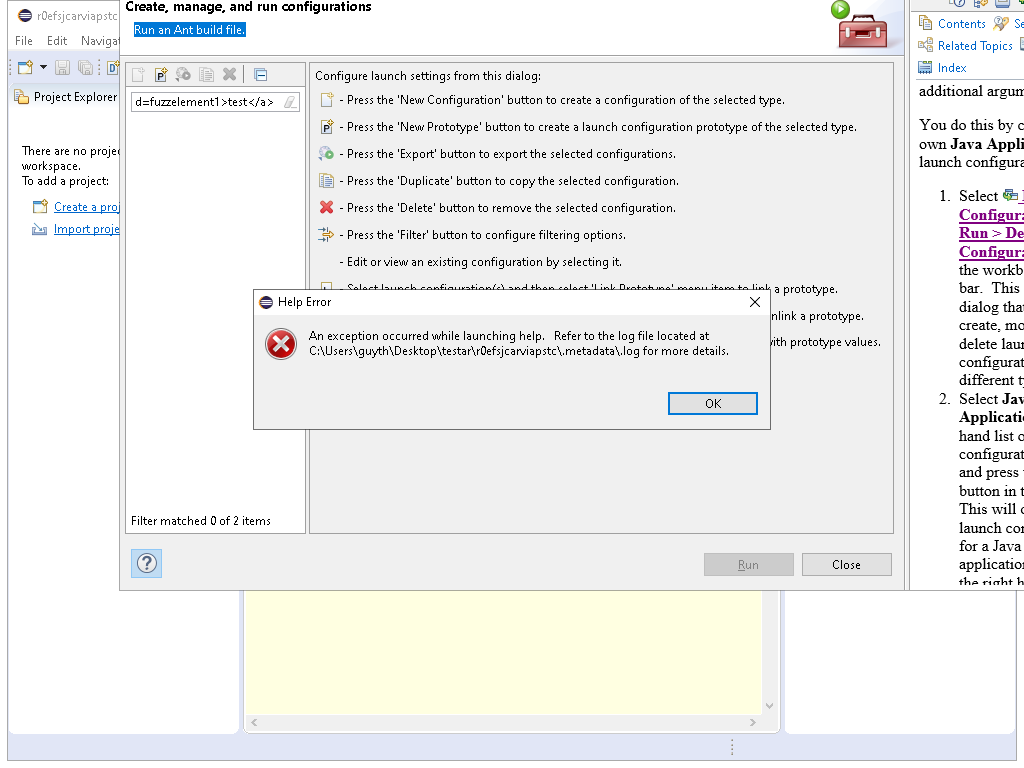 r0efsjcarviapstc
File Edit Navigat
Project Explorer
There are no projec
workspace.
To add a project:
Create a proj
Import proje
Create, manage, and run configurations
Run an Ant build file.
d=fuzzelement1>test</a>
Filter matched 0 of 2 items
Configure launch settings from this dialog:
- Press the 'New Configuration' button to create a configuration of the selected type.
- Press the 'New Prototype' button to create a launch configuration prototype of the selected type.
- Press the 'Export' button to export the selected configurations.
- Press the 'Duplicate' button to copy the selected configuration.
- Press the 'Delete' button to remove the selected configuration.
- Press the 'Filter' button to configure filtering options.
- Edit or view an existing configuration by selecting it.
- Select launch configuration(s) and then select 'Link Prototype' menu item to link a prototype.
nlink a prototype.
with prototype values.
Help Error
An exception occurred while launching help. Refer to the log file located at
C:\Users\guyth\Desktop\testar\r0efsjcarviapstc\.metadata\.log for more details.
OK
Run
Close
Contents Se
Related Topics
Index
additional argum
You do this by c
own Java Appli
launch configura
1. Select
Configura
Run > De
Configura
the workb
bar. This
dialog that
create, mo
delete laun
configurat
different ty
2. Select Jav
Applicatio
hand list o
configurat
and press
button in t
This will c
launch con
for a Java
application
the right h